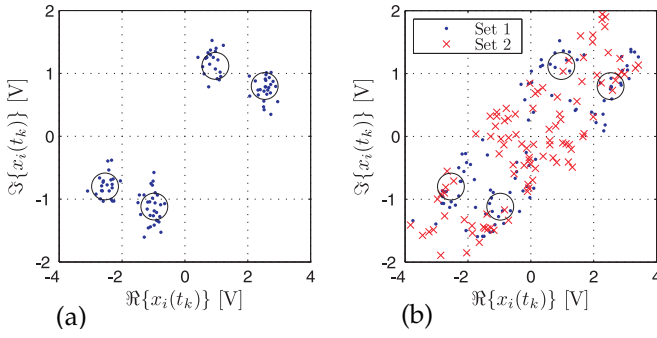 2
1
0
-1
-2
-4
-2
0
2
4
ℑ{x_i(t_k)} [V]
ℜ{x_i(t_k)} [V]
(a)
Set 1
Set 2
2
1
0
-1
-2
-4
-2
0
2
4
ℑ{x_i(t_k)} [V]
ℜ{x_i(t_k)} [V]
(b)